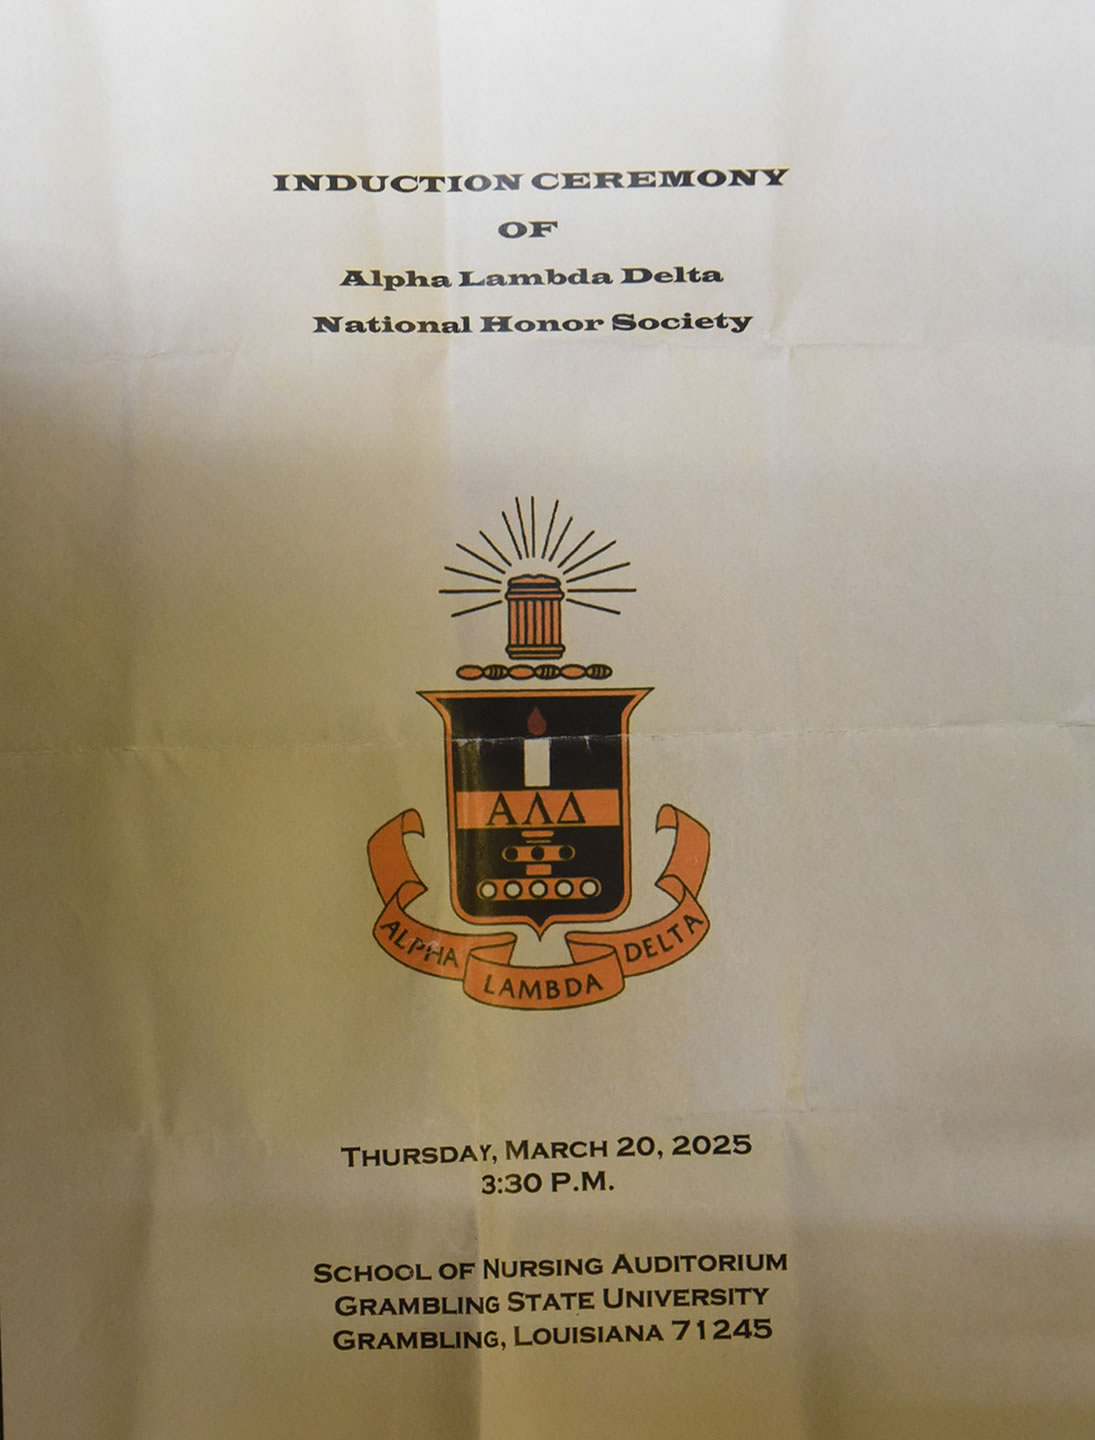 INDUCTION CEREMONY
OF
Alpha Lambda Delta
National Honor Society
ΑΛΔ
ALPHA LAMBDA DELTA
THURSDAY, MARCH 20, 2025
3:30 P.M.
SCHOOL OF NURSING AUDITORIUM
GRAMBLING STATE UNIVERSITY
GRAMBLING, LOUISIANA 71245